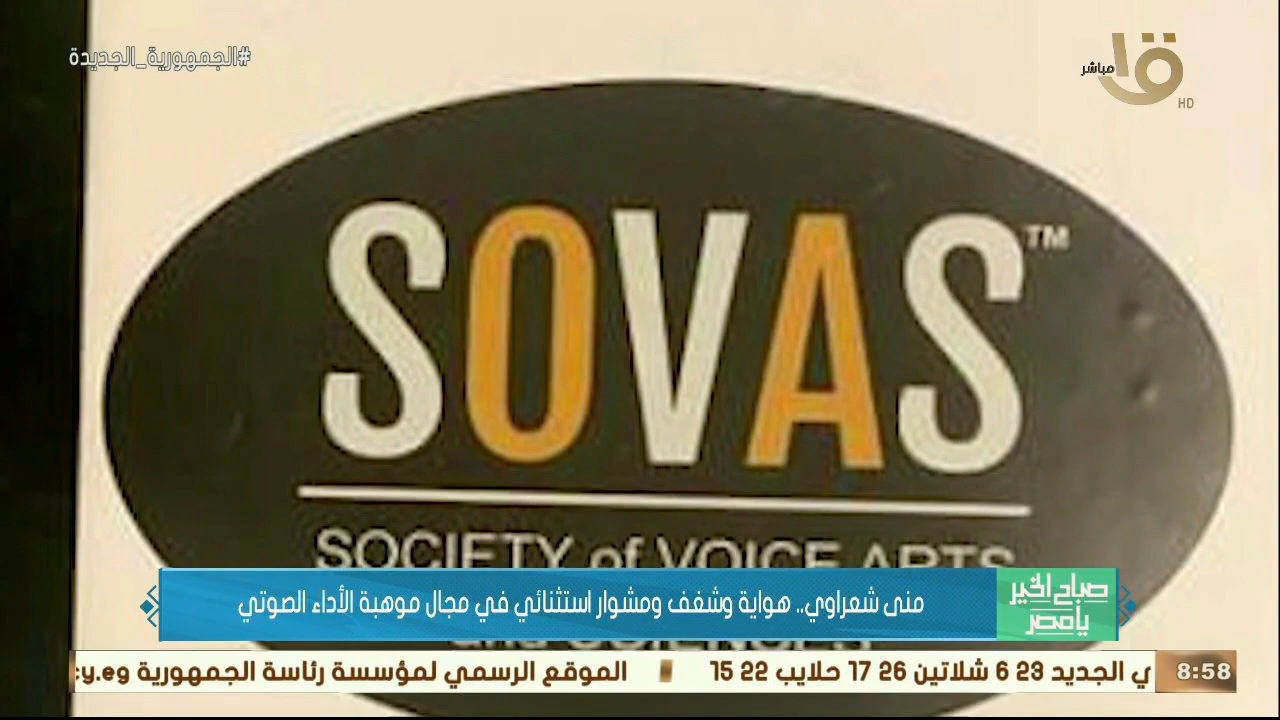 #الجمهورية_الجديدة
مباشر
HD
SOVAS™
SOCIETY of VOICE ARTS
صباح الخير يا مصر
منى شعراوي.. هواية وشغف ومشوار استثنائي في مجال موهبة الأداء الصوتي
8:58
ي الجديد 23 6 شلاتين 26 17 حلايب 22 15 الموقع الرسمي لمؤسسة رئاسة الجمهورية cy.eg